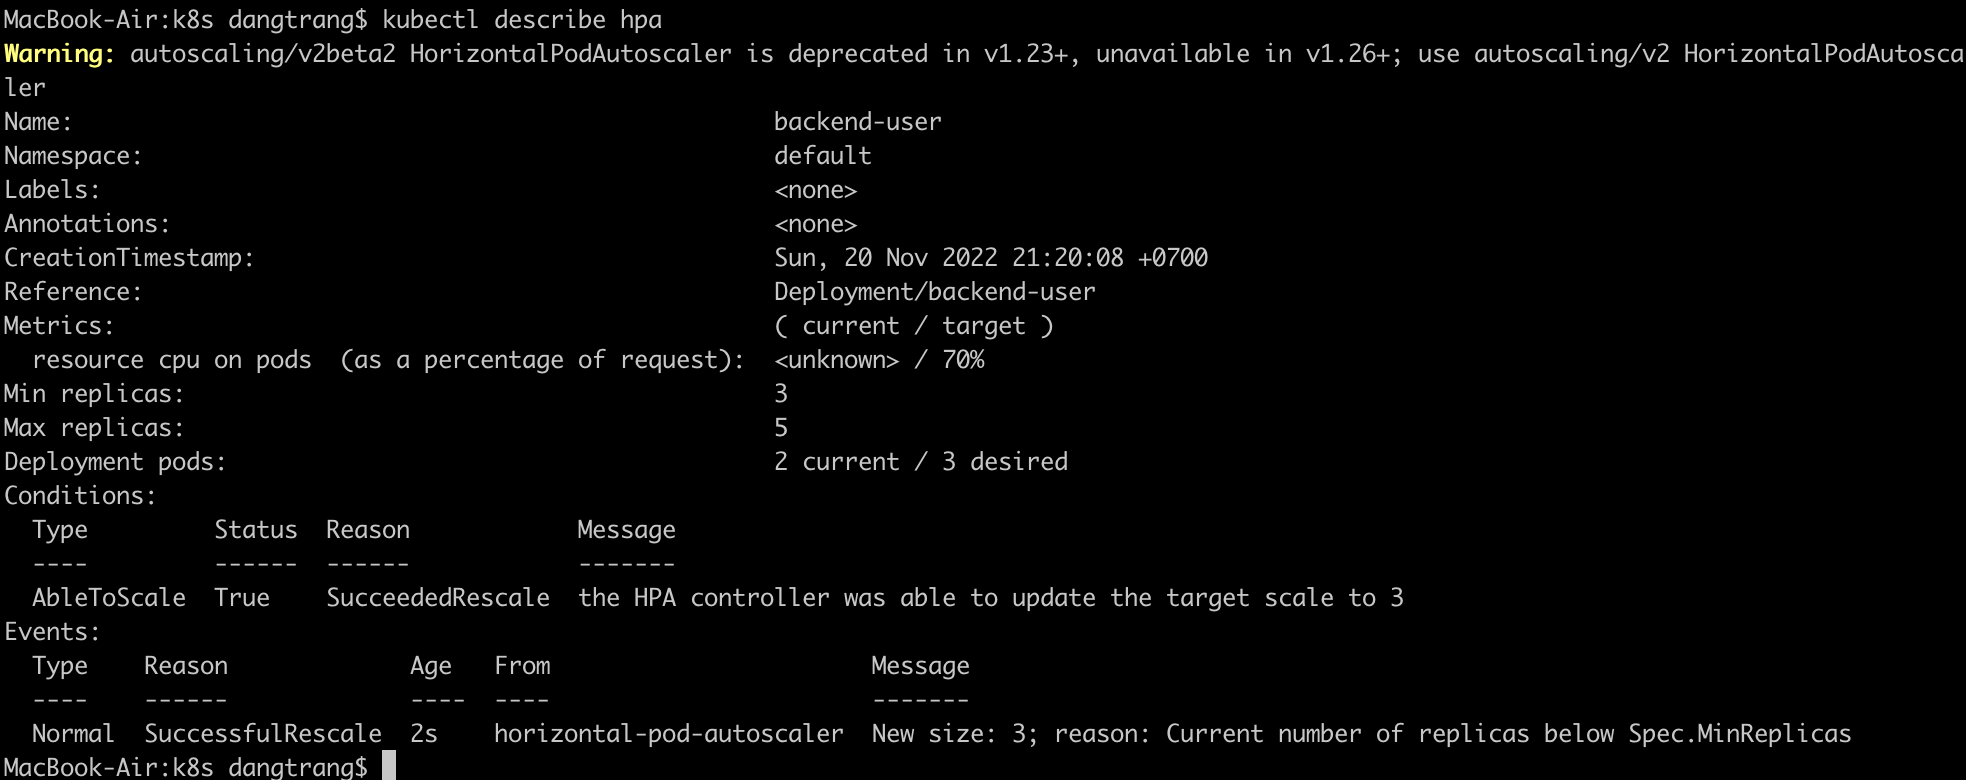 MacBook-Air:k8s dangtrang$ kubectl describe hpa
Warning: autoscaling/v2beta2 HorizontalPodAutoscaler is deprecated in v1.23+, unavailable in v1.26+; use autoscaling/v2 HorizontalPodAutosca
ler
Name:                                                  backend-user
Namespace:                                             default
Labels:                                                <none>
Annotations:                                           <none>
CreationTimestamp:                                     Sun, 20 Nov 2022 21:20:08 +0700
Reference:                                             Deployment/backend-user
Metrics:                                               ( current / target )
  resource cpu on pods  (as a percentage of request):  <unknown> / 70%
Min replicas:                                          3
Max replicas:                                          5
Deployment pods:                                       2 current / 3 desired
Conditions:
  Type         Status  Reason            Message
  ----         ------  ------            -------
  AbleToScale  True    SucceededRescale  the HPA controller was able to update the target scale to 3
Events:
  Type    Reason             Age   From                       Message
  ----    ------             ----  ----                       -------
  Normal  SuccessfulRescale  2s    horizontal-pod-autoscaler  New size: 3; reason: Current number of replicas below Spec.MinReplicas
MacBook-Air:k8s dangtrang$